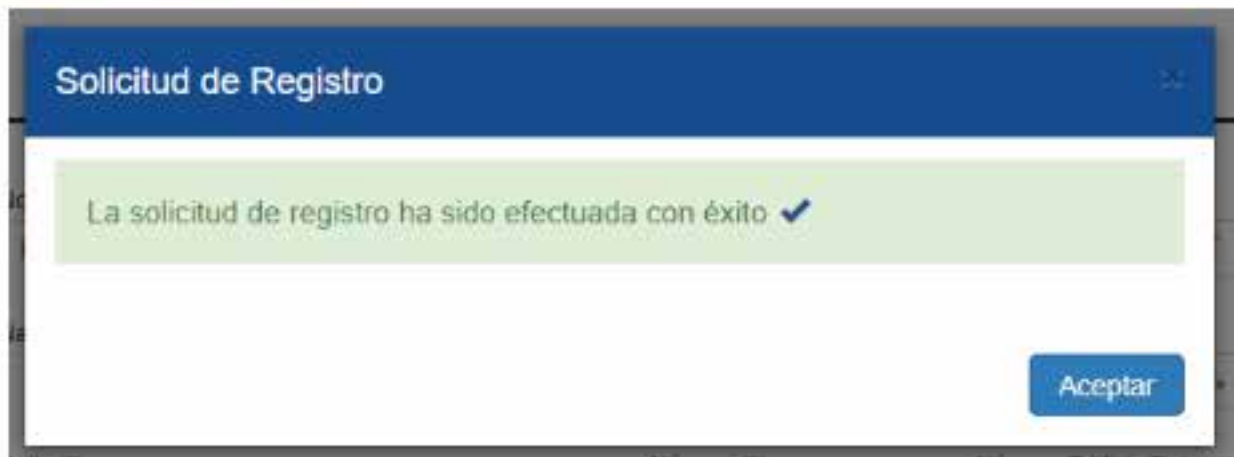 Solicitud de Registro
La solicitud de registro ha sido efectuada con éxito
Aceptar